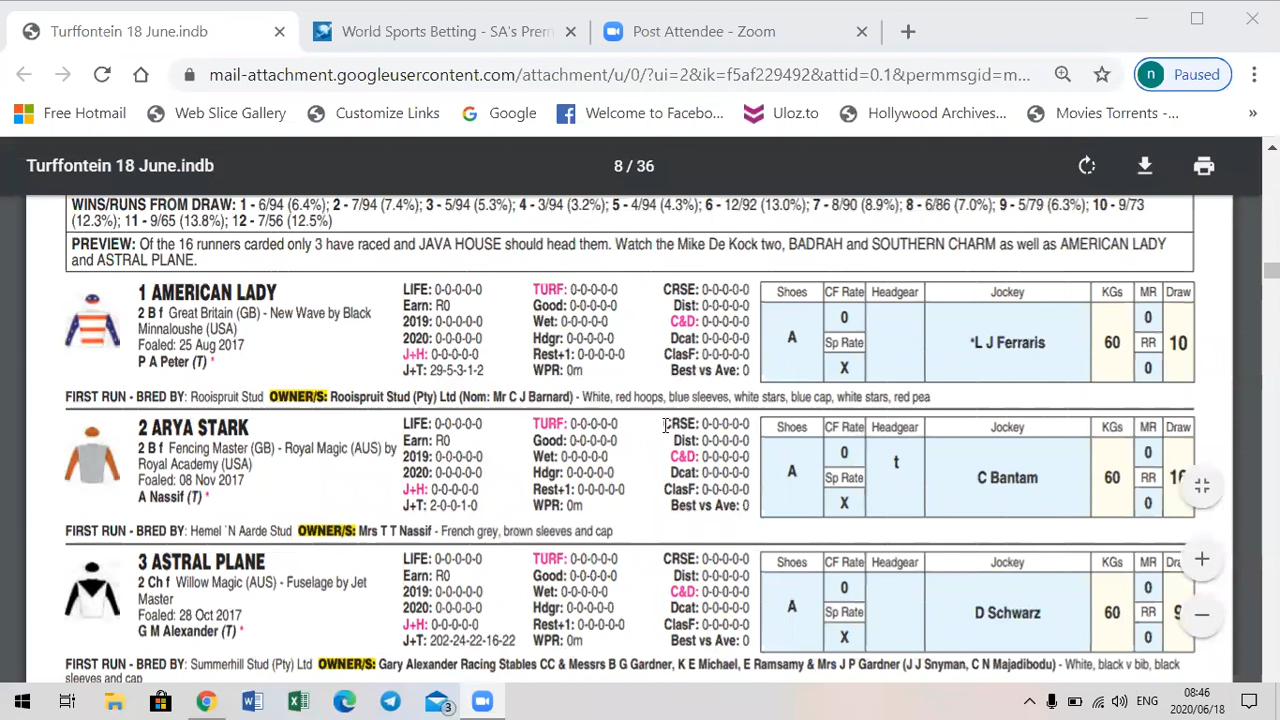 Turffontein 18 June.indb
World Sports Betting - SA's Prem
Post Attendee - Zoom
mail-attachment.googleusercontent.com/attachment/u/0/?ui=2&ik=f5af229492&attid=0.1&permmsgid=m...
n Paused
Free Hotmail
Web Slice Gallery
Customize Links
Google
Welcome to Facebo...
Uloz.to
Hollywood Archives...
Movies Torrents -...
»
Turffontein 18 June.indb
8 / 36
WINS/RUNS FROM DRAW: 1 - 6/94 (6.4%) 2 - 7/94 (7.4%) 3 - 5/94 (5.3%) 4 - 3/94 (3.2%) 5 - 4/94 (4.3%) 6 - 12/92 (13.0%) 7 - 8/90 (8.9%) 8 - 6/86 (7.0%) 9 - 5/79 (6.3%) 10 - 9/73
(12.3%) 11 - 9/65 (13.8%) 12 - 7/56 (12.5%)
PREVIEW: Of the 16 runners carded only 3 have raced and JAVA HOUSE should head them. Watch the Mike De Kock two, BADRAH and SOUTHERN CHARM as well as AMERICAN LADY
and ASTRAL PLANE.
1 AMERICAN LADY
2 B f Great Britain (GB) - New Wave by Black
Minnaloushe (USA)
Foaled: 25 Aug 2017
P A Peter (T) *
LIFE: 0-0-0-0-0
Earn: R0
2019: 0-0-0-0-0
2020: 0-0-0-0-0
J+H: 0-0-0-0-0
J+T: 29-5-3-1-2
TURF: 0-0-0-0-0
Good: 0-0-0-0-0
Wet: 0-0-0-0-0
Hdgr: 0-0-0-0-0
Rest+1: 0-0-0-0-0
WPR: 0m
CRSE: 0-0-0-0-0
Dist: 0-0-0-0-0
C&D: 0-0-0-0-0
Dcat: 0-0-0-0-0
ClasF: 0-0-0-0-0
Best vs Ave: 0
Shoes CF Rate Headgear Jockey KGs MR Draw
A 0 Sp Rate X *L J Ferraris 60 0 RR 0 10
FIRST RUN - BRED BY: Rooispruit Stud OWNER/S: Rooispruit Stud (Pty) Ltd (Nom: Mr C J Barnard) - White, red hoops, blue sleeves, white stars, blue cap, white stars, red pea
2 ARYA STARK
2 B f Fencing Master (GB) - Royal Magic (AUS) by
Royal Academy (USA)
Foaled: 08 Nov 2017
A Nassif (T) *
LIFE: 0-0-0-0-0
Earn: R0
2019: 0-0-0-0-0
2020: 0-0-0-0-0
J+H: 0-0-0-0-0
J+T: 2-0-0-1-0
TURF: 0-0-0-0-0
Good: 0-0-0-0-0
Wet: 0-0-0-0-0
Hdgr: 0-0-0-0-0
Rest+1: 0-0-0-0-0
WPR: 0m
CRSE: 0-0-0-0-0
Dist: 0-0-0-0-0
C&D: 0-0-0-0-0
Dcat: 0-0-0-0-0
ClasF: 0-0-0-0-0
Best vs Ave: 0
Shoes CF Rate Headgear Jockey KGs MR Draw
A 0 Sp Rate X t C Bantam 60 0 RR 0 16
FIRST RUN - BRED BY: Hemel `N Aarde Stud OWNER/S: Mrs T T Nassif - French grey, brown sleeves and cap
3 ASTRAL PLANE
2 Ch f Willow Magic (AUS) - Fuselage by Jet
Master
Foaled: 28 Oct 2017
G M Alexander (T) *
LIFE: 0-0-0-0-0
Earn: R0
2019: 0-0-0-0-0
2020: 0-0-0-0-0
J+H: 0-0-0-0-0
J+T: 202-24-22-16-22
TURF: 0-0-0-0-0
Good: 0-0-0-0-0
Wet: 0-0-0-0-0
Hdgr: 0-0-0-0-0
Rest+1: 0-0-0-0-0
WPR: 0m
CRSE: 0-0-0-0-0
Dist: 0-0-0-0-0
C&D: 0-0-0-0-0
Dcat: 0-0-0-0-0
ClasF: 0-0-0-0-0
Best vs Ave: 0
Shoes CF Rate Headgear Jockey KGs MR
A 0 Sp Rate X D Schwarz 60 0 RR 0 9
FIRST RUN - BRED BY: Summerhill Stud (Pty) Ltd OWNER/S: Gary Alexander Racing Stables CC & Messrs B G Gardner, K E Michael, E Ramsamy & Mrs J P Gardner (J J Snyman, C N Majadibodu) - White, black v bib, black
sleeves and cap
3
ENG
08:46
2020/06/18